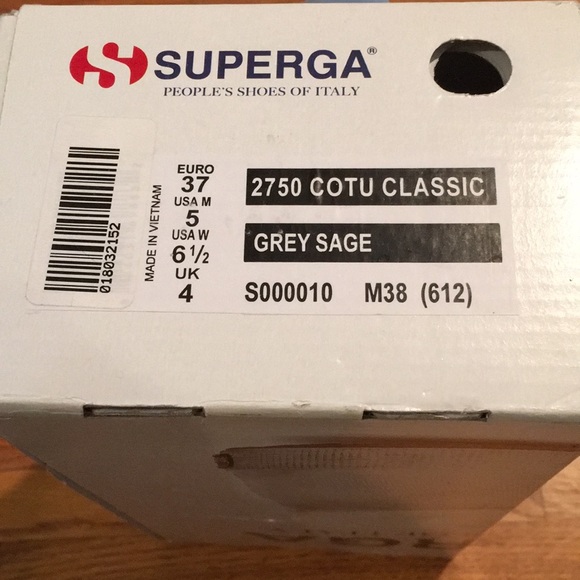 SUPERGA®
PEOPLE'S SHOES OF ITALY
018032152
MADE IN VIETNAM
EURO
37
USA M
5
USA W
6 1/2
UK
4
2750 COTU CLASSIC
GREY SAGE
S000010 M38 (612)